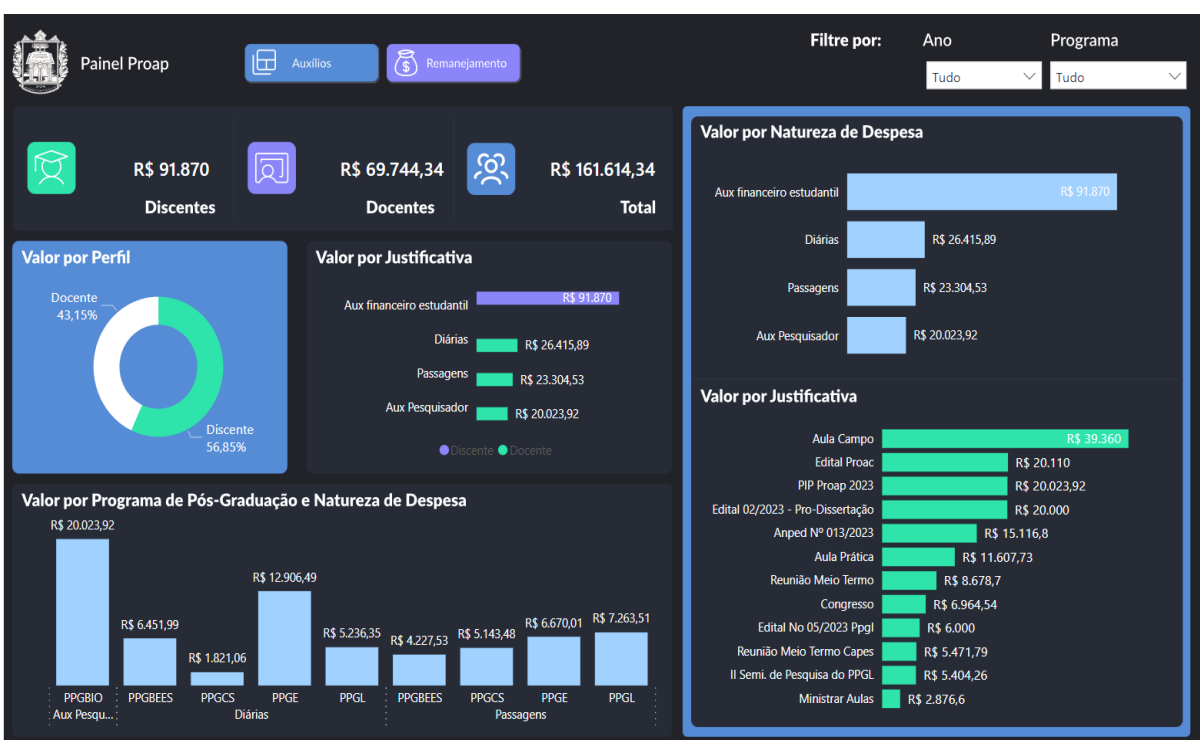 Painel Proap
Auxílios
Remanejamento
Filtre por:
Ano
Programa
Tudo
Tudo
R$ 91.870
Discentes
R$ 69.744,34
Docentes
R$ 161.614,34
Total
Valor por Perfil
Docente
43,15%
Discente
56,85%
Valor por Justificativa
Aux financeiro estudantil R$ 91.870
Diárias R$ 26.415,89
Passagens R$ 23.304,53
Aux Pesquisador R$ 20.023,92
Discente Docente
Valor por Programa de Pós-Graduação e Natureza de Despesa
R$ 20.023,92
R$ 6.451,99
R$ 1.821,06
R$ 12.906,49
R$ 5.236,35
R$ 4.227,53
R$ 5.143,48
R$ 6.670,01
R$ 7.263,51
PPGBIO PPGBEES PPGCS PPGE PPGL PPGBEES PPGCS PPGE PPGL
Aux Pesqu... Diárias Passagens
Valor por Natureza de Despesa
Aux financeiro estudantil R$ 91.870
Diárias R$ 26.415,89
Passagens R$ 23.304,53
Aux Pesquisador R$ 20.023,92
Valor por Justificativa
Aula Campo R$ 39.360
Edital Proac R$ 20.110
PIP Proap 2023 R$ 20.023,92
Edital 02/2023 - Pro-Dissertação R$ 20.000
Anped Nº 013/2023 R$ 15.116,8
Aula Prática R$ 11.607,73
Reunião Meio Termo R$ 8.678,7
Congresso R$ 6.964,54
Edital No 05/2023 Ppgl R$ 6.000
Reunião Meio Termo Capes R$ 5.471,79
II Semi. de Pesquisa do PPGL R$ 5.404,26
Ministrar Aulas R$ 2.876,6